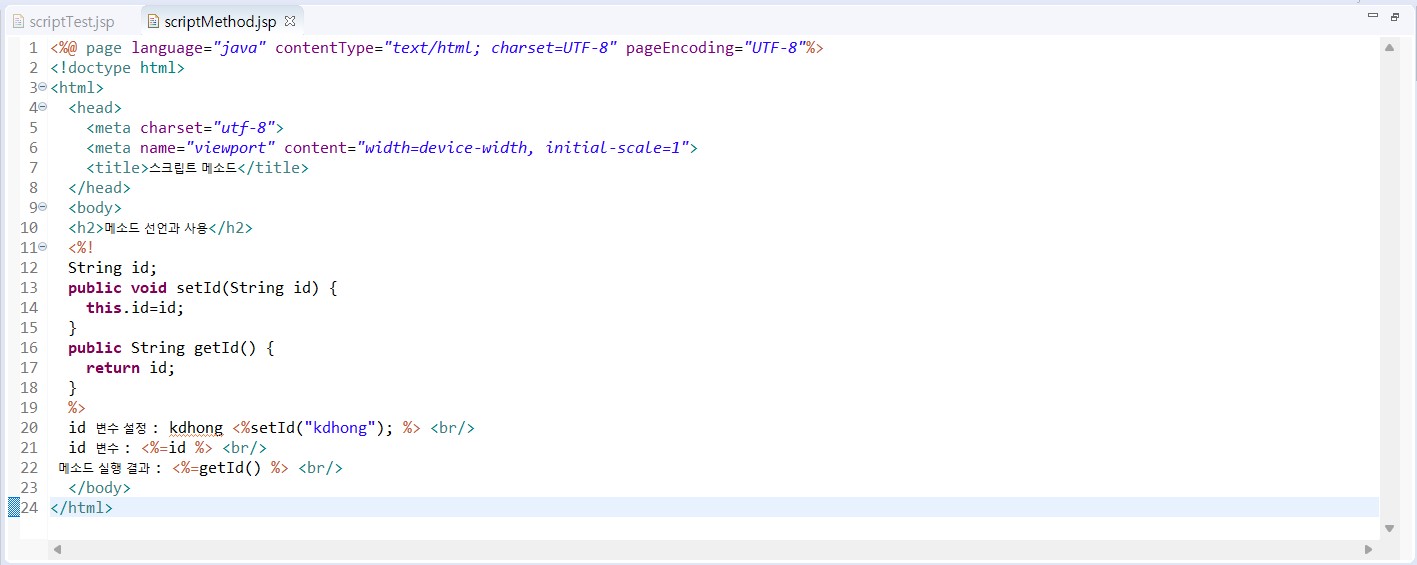 scriptTest.jsp scriptMethod.jsp
1 <%@ page language="java" contentType="text/html; charset=UTF-8" pageEncoding="UTF-8"%>
2 <!doctype html>
3 <html>
4 <head>
5 <meta charset="utf-8">
6 <meta name="viewport" content="width=device-width, initial-scale=1">
7 <title>스크립트 메소드</title>
8 </head>
9 <body>
10 <h2>메소드 선언과 사용</h2>
11 <%!
12 String id;
13 public void setId(String id) {
14 this.id=id;
15 }
16 public String getId() {
17 return id;
18 }
19 %>
20 id 변수 설정 : kdhong <%setId("kdhong"); %> <br/>
21 id 변수 : <%=id %> <br/>
22 메소드 실행 결과 : <%=getId() %> <br/>
23 </body>
24 </html>